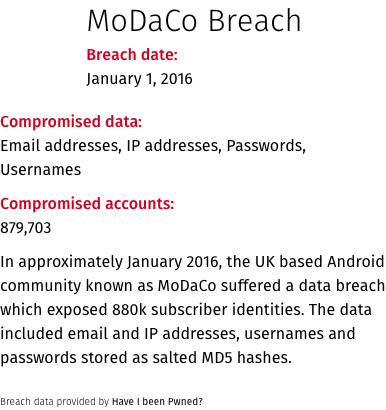 MoDaCo Breach
Breach date:
January 1, 2016
Compromised data:
Email addresses, IP addresses, Passwords,
Usernames
Compromised accounts:
879,703
In approximately January 2016, the UK based Android
community known as MoDaCo suffered a data breach
which exposed 880k subscriber identities. The data
included email and IP addresses, usernames and
passwords stored as salted MD5 hashes.
Breach data provided by Have I been Pwned?